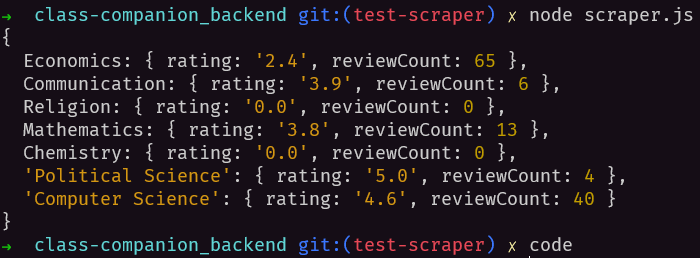 → class-companion_backend git:(test-scraper) ✗ node scraper.js
{
  Economics: { rating: '2.4', reviewCount: 65 },
  Communication: { rating: '3.9', reviewCount: 6 },
  Religion: { rating: '0.0', reviewCount: 0 },
  Mathematics: { rating: '3.8', reviewCount: 13 },
  Chemistry: { rating: '0.0', reviewCount: 0 },
  'Political Science': { rating: '5.0', reviewCount: 4 },
  'Computer Science': { rating: '4.6', reviewCount: 40 }
}
→ class-companion_backend git:(test-scraper) ✗ code